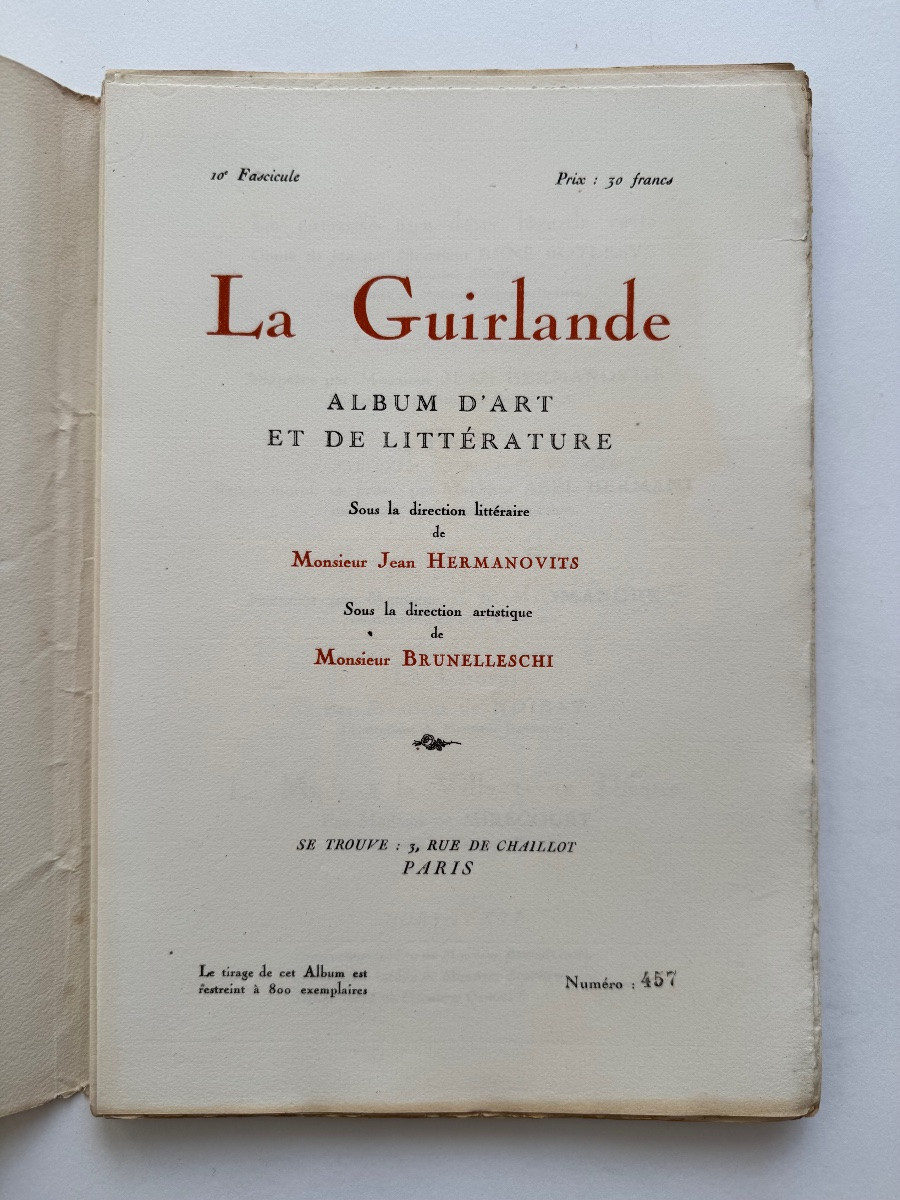 10e Fascicule
Prix : 30 francs
La Guirlande
ALBUM D'ART
ET DE LITTÉRATURE
Sous la direction littéraire
de
Monsieur Jean HERMANOVITS
Sous la direction artistique
de
Monsieur BRUNELLESCHI
SE TROUVE : 3, RUE DE CHAILLOT
PARIS
Le tirage de cet Album est
restreint à 800 exemplaires
Numéro : 457